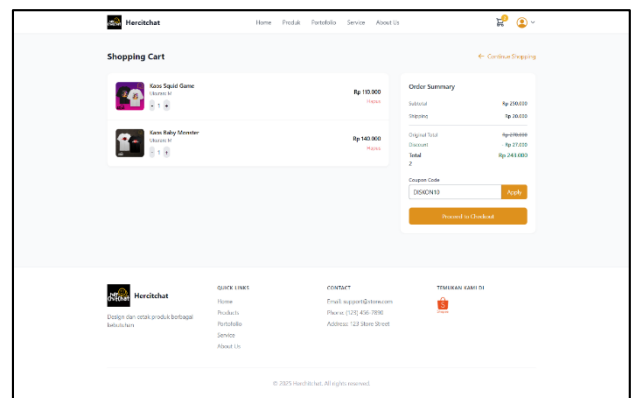 Hercitchat
Home Produk Portofolio Service About Us
Shopping Cart
← Continue Shopping
Kaos Squid Game
Ukuran: M
- 1 +
Rp 110.000
Hapus
Kaos Baby Monster
Ukuran: M
- 1 +
Rp 140.000
Hapus
Order Summary
Subtotal Rp 250.000
Shipping Rp 20.000
Original Total Rp 270.000
Discount - Rp 27.000
Total Rp 243.000
2
Coupon Code
DISKON10 Apply
Proceed to Checkout
Hercitchat
Design dan cetak produk berbagai
kebutuhan
QUICK LINKS
Home
Products
Portofolio
Service
About Us
CONTACT
Email: support@store.com
Phone: (123) 456-7890
Address: 123 Store Street
TEMUKAN KAMI DI
© 2025 Hercitchat. All rights reserved.